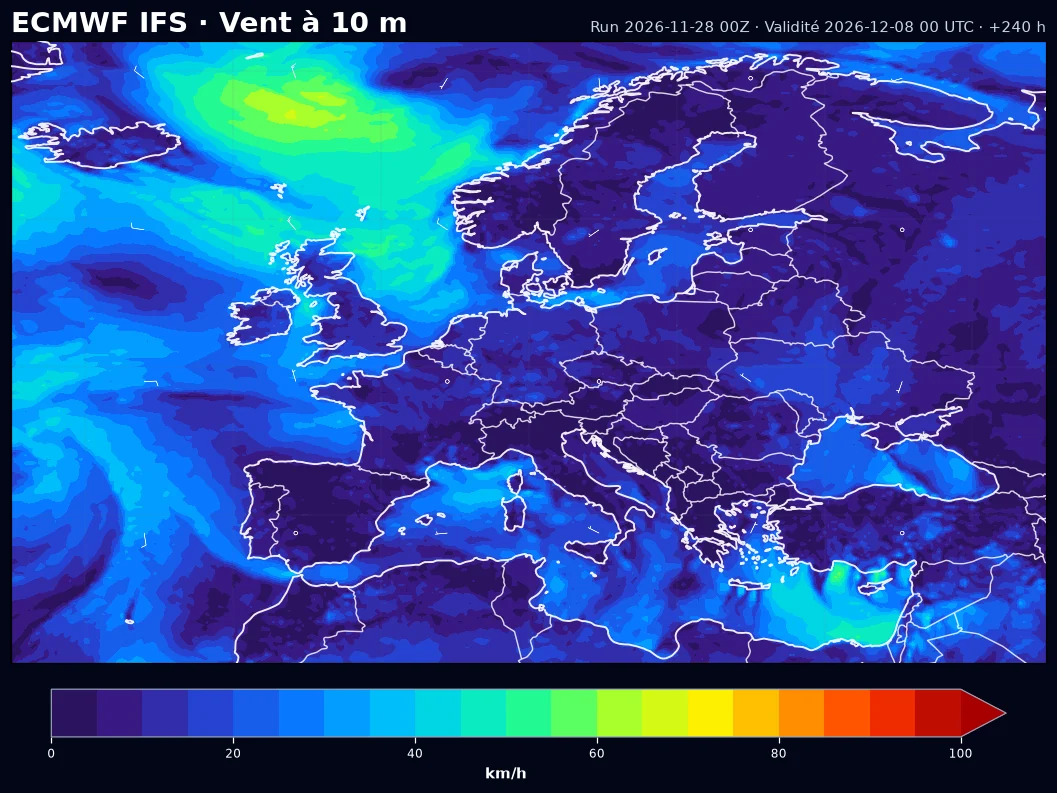 ECMWF IFS · Vent à 10 m
Run 2026-11-28 00Z · Validité 2026-12-08 00 UTC · +240 h
0 20 40 60 80 100
km/h